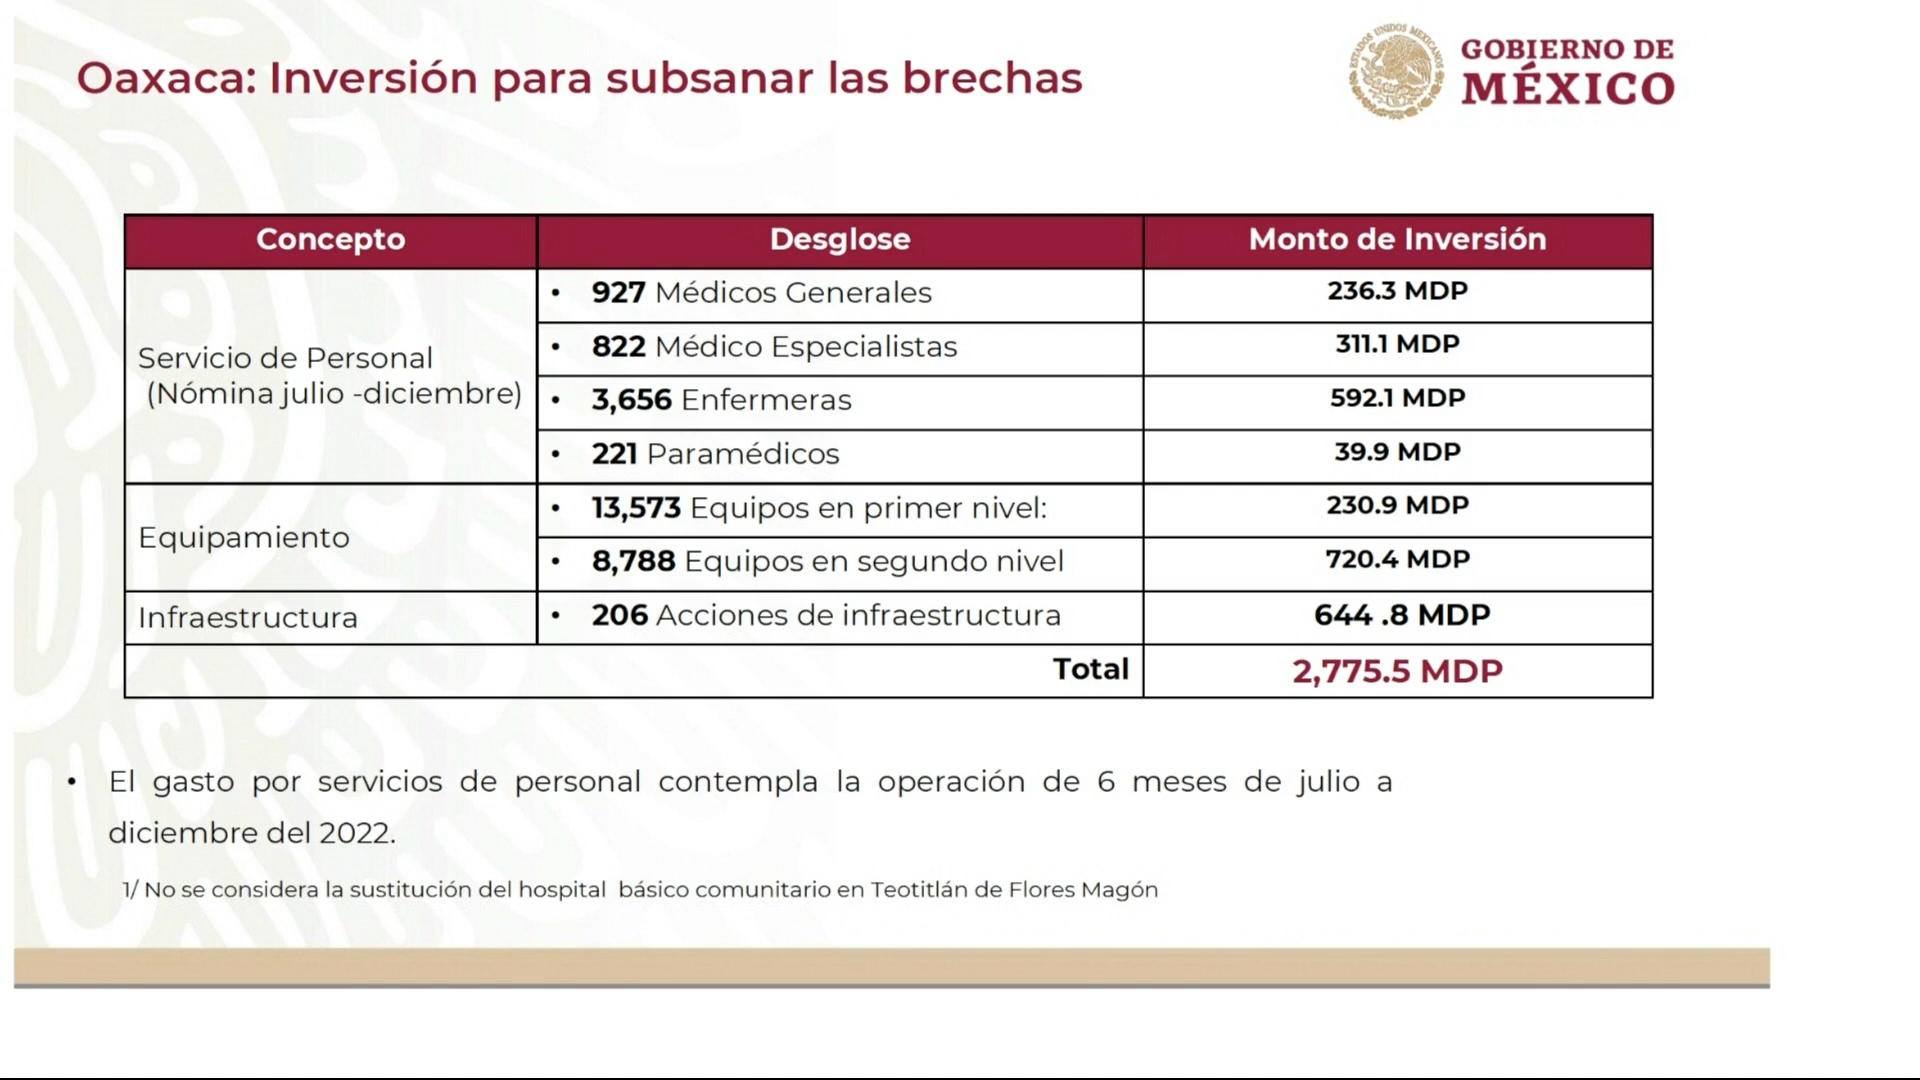 Oaxaca: Inversión para subsanar las brechas
ESTADOS UNIDOS MEXICANOS
GOBIERNO DE
MÉXICO
Concepto Desglose Monto de Inversión
Servicio de Personal
(Nómina julio -diciembre)
• 927 Médicos Generales 236.3 MDP
• 822 Médico Especialistas 311.1 MDP
• 3,656 Enfermeras 592.1 MDP
• 221 Paramédicos 39.9 MDP
Equipamiento
• 13,573 Equipos en primer nivel: 230.9 MDP
• 8,788 Equipos en segundo nivel 720.4 MDP
Infraestructura • 206 Acciones de infraestructura 644 .8 MDP
Total 2,775.5 MDP
• El gasto por servicios de personal contempla la operación de 6 meses de julio a
diciembre del 2022.
1/ No se considera la sustitución del hospital básico comunitario en Teotitlán de Flores Magón